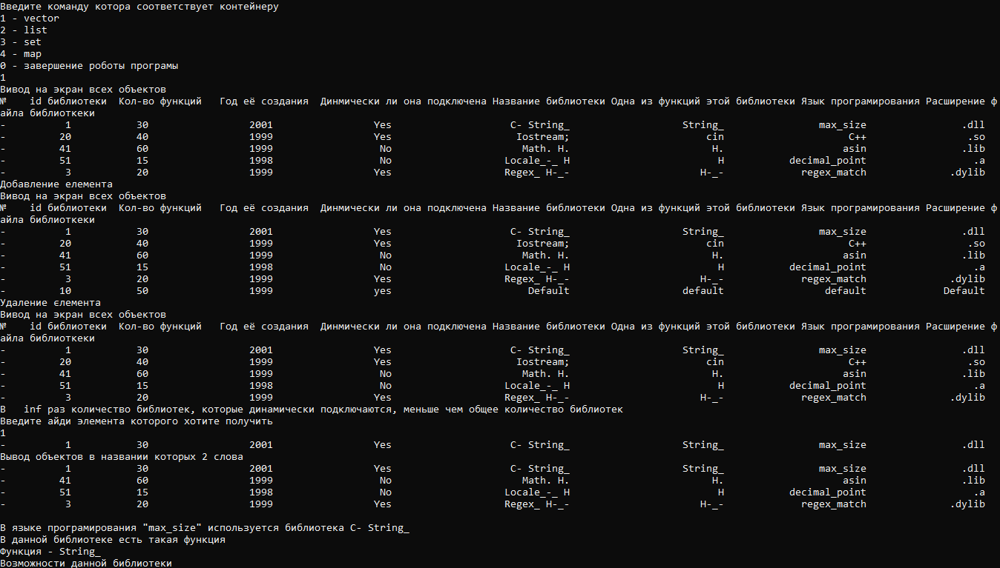 Введите команду котора соответствует контейнеру
1 - vector
2 - list
3 - set
4 - map
0 - завершение роботы програмы
1
Вивод на экран всех объектов
№    id библиотеки  Кол-во функций   Год её создания  Динмически ли она подключена Название библиотеки Одна из функций этой библиотеки Язык програмирования Расширение ф
айла библиоткеки
-          1           30                 2001                 Yes                    C- String_                   String_                max_size                .dll
-         20           40                 1999                 Yes                     Iostream;                       cin                     C++                 .so
-         41           60                 1999                  No                      Math. H.                        H.                    asin                .lib
-         51           15                 1998                  No                   Locale_-_ H                         H           decimal_point                  .a
-          3           20                 1999                 Yes                   Regex_ H-_-                      H-_-             regex_match              .dylib
Добавление елемента
Вивод на экран всех объектов
№    id библиотеки  Кол-во функций   Год её создания  Динмически ли она подключена Название библиотеки Одна из функций этой библиотеки Язык програмирования Расширение ф
айла библиоткеки
-          1           30                 2001                 Yes                    C- String_                   String_                max_size                .dll
-         20           40                 1999                 Yes                     Iostream;                       cin                     C++                 .so
-         41           60                 1999                  No                      Math. H.                        H.                    asin                .lib
-         51           15                 1998                  No                   Locale_-_ H                         H           decimal_point                  .a
-          3           20                 1999                 Yes                   Regex_ H-_-                      H-_-             regex_match              .dylib
-         10           50                 1999                 yes                       Default                   default                 default             Default
Удаление єлемента
Вивод на экран всех объектов
№    id библиотеки  Кол-во функций   Год её создания  Динмически ли она подключена Название библиотеки Одна из функций этой библиотеки Язык програмирования Расширение ф
айла библиоткеки
-          1           30                 2001                 Yes                    C- String_                   String_                max_size                .dll
-         20           40                 1999                 Yes                     Iostream;                       cin                     C++                 .so
-         41           60                 1999                  No                      Math. H.                        H.                    asin                .lib
-         51           15                 1998                  No                   Locale_-_ H                         H           decimal_point                  .a
-          3           20                 1999                 Yes                   Regex_ H-_-                      H-_-             regex_match              .dylib
В   inf раз количество библиотек, которые динамически подключаются, меньше чем общее количество библиотек
Введите айди элемента которого хотите получить
1
-          1           30                 2001                 Yes                    C- String_                   String_                max_size                .dll
Вывод объектов в названии которых 2 слова
-          1           30                 2001                 Yes                    C- String_                   String_                max_size                .dll
-         41           60                 1999                  No                      Math. H.                        H.                    asin                .lib
-         51           15                 1998                  No                   Locale_-_ H                         H           decimal_point                  .a
-          3           20                 1999                 Yes                   Regex_ H-_-                      H-_-             regex_match              .dylib
В языке програмирования "max_size" используется библиотека C- String_
В данной библиотеке есть такая функция
Функция - String_
Возможности данной библиотеки